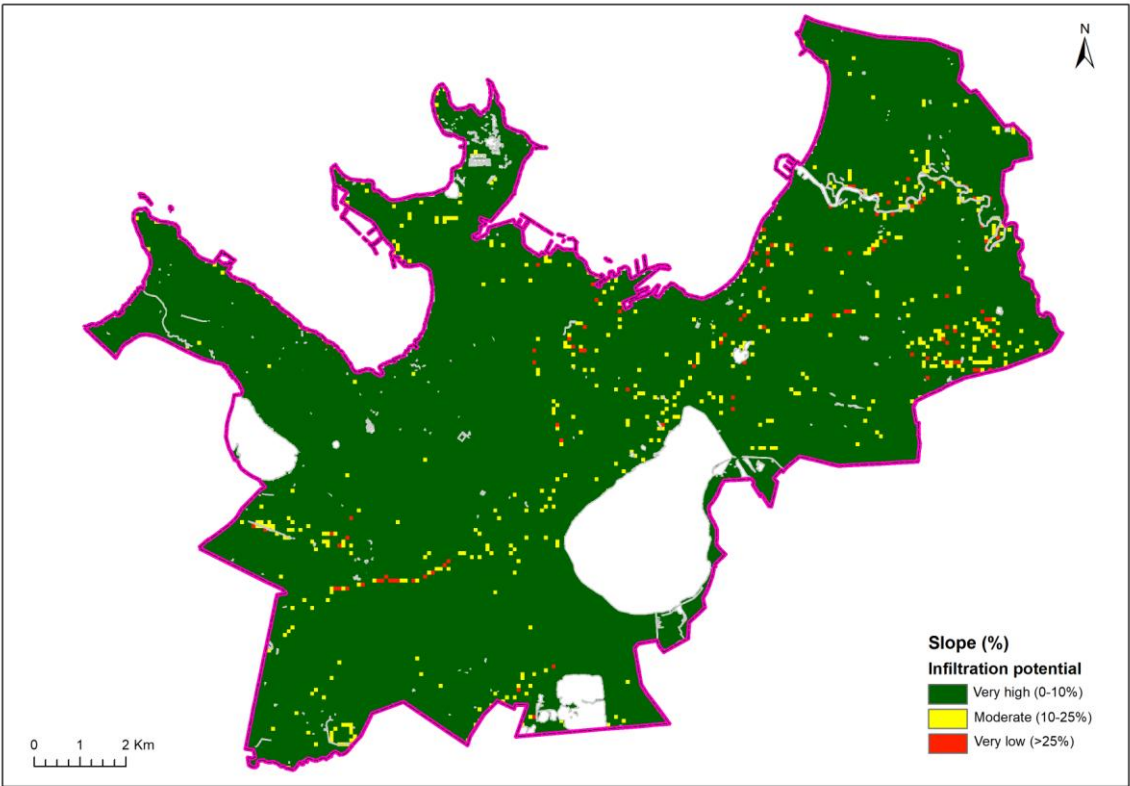 N
Slope (%)
Infiltration potential
Very high (0-10%)
Moderate (10-25%)
Very low (>25%)
0 1 2 Km